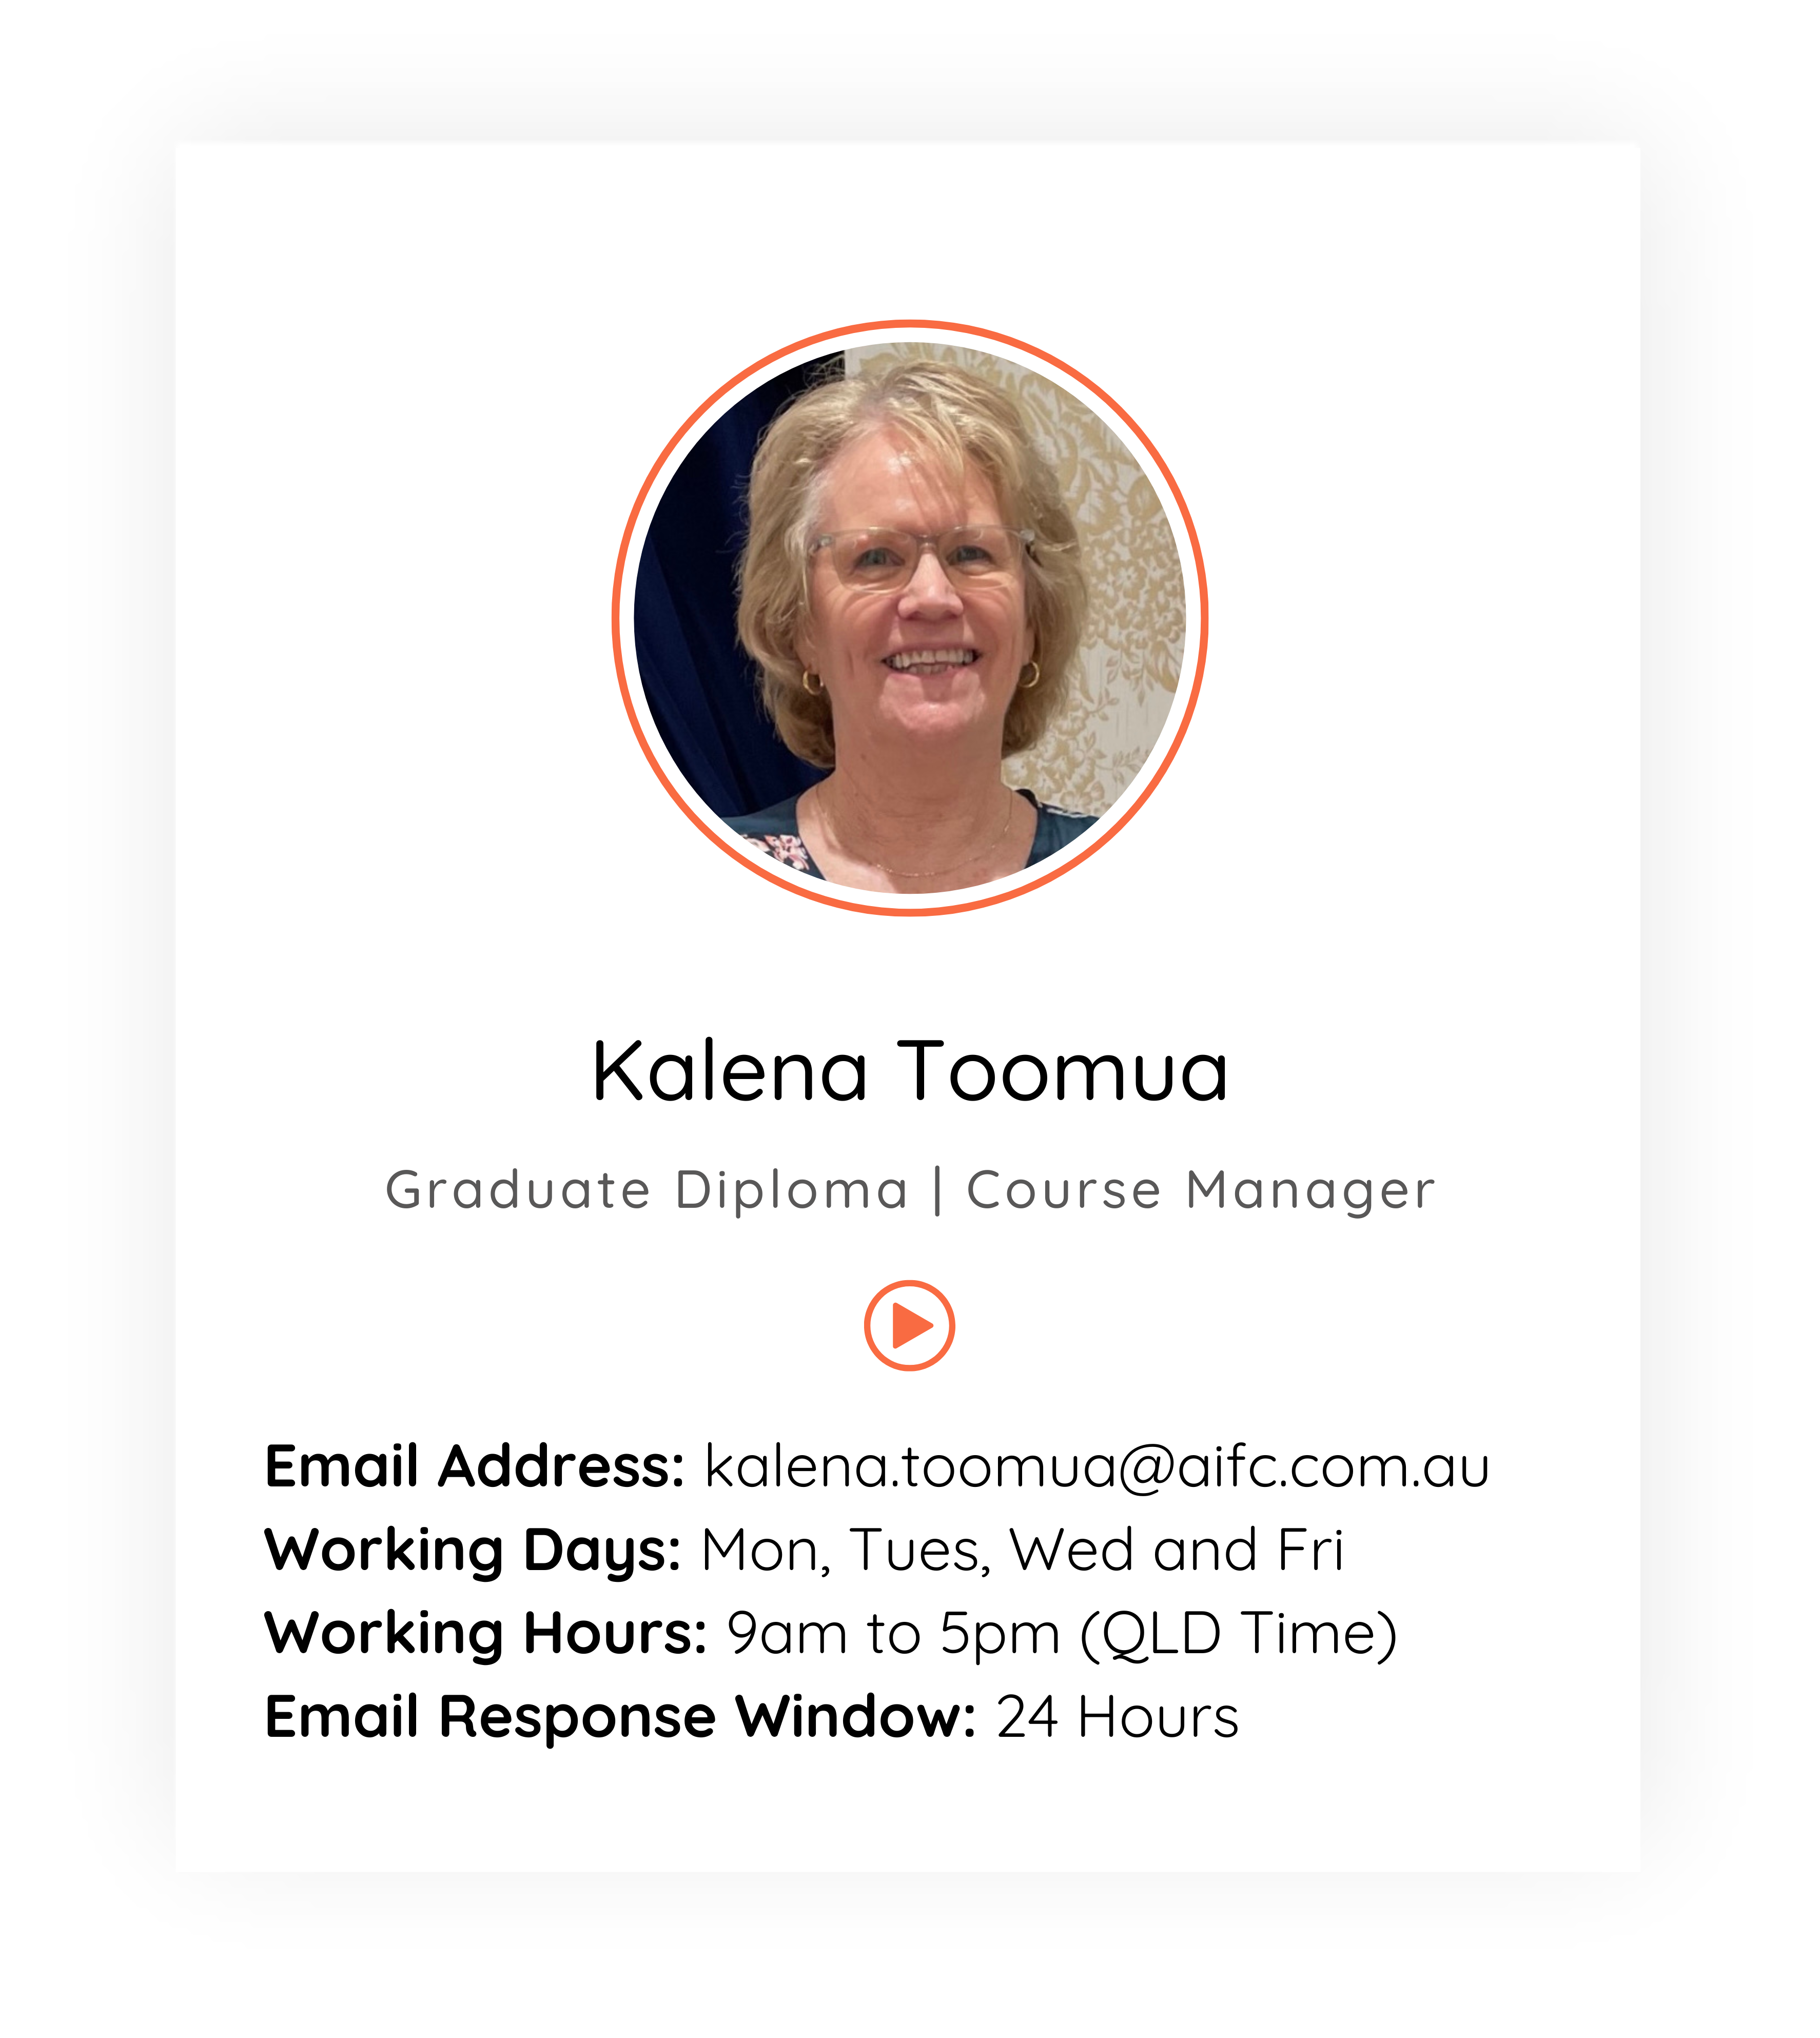 Kalena Toomua
Graduate Diploma | Course Manager
Email Address: kalena.toomua@aifc.com.au
Working Days: Mon, Tues, Wed and Fri
Working Hours: 9am to 5pm (QLD Time)
Email Response Window: 24 Hours